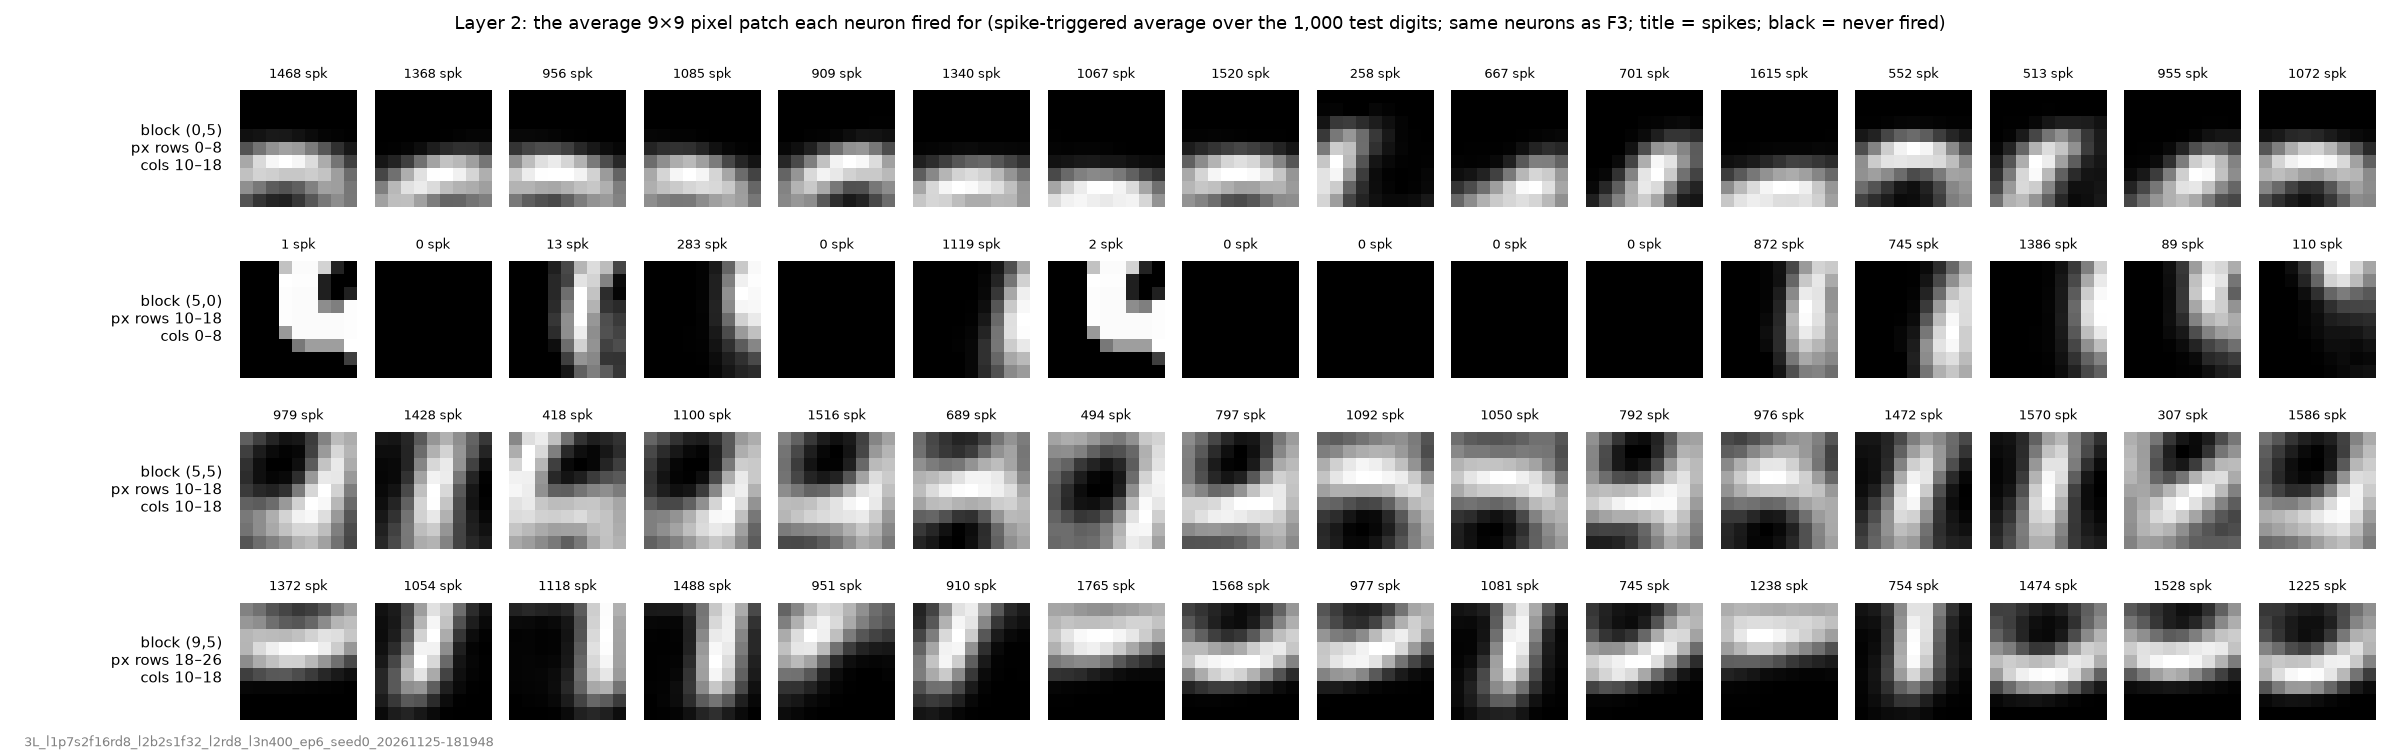 Layer 2: the average 9×9 pixel patch each neuron fired for (spike-triggered average over the 1,000 test digits; same neurons as F3; title = spikes; black = never fired)
1468 spk 1368 spk 956 spk 1085 spk 909 spk 1340 spk 1067 spk 1520 spk 258 spk 667 spk 701 spk 1615 spk 552 spk 513 spk 955 spk 1072 spk
block (0,5)
px rows 0–8
cols 10–18
1 spk 0 spk 13 spk 283 spk 0 spk 1119 spk 2 spk 0 spk 0 spk 0 spk 0 spk 872 spk 745 spk 1386 spk 89 spk 110 spk
block (5,0)
px rows 10–18
cols 0–8
979 spk 1428 spk 418 spk 1100 spk 1516 spk 689 spk 494 spk 797 spk 1092 spk 1050 spk 792 spk 976 spk 1472 spk 1570 spk 307 spk 1586 spk
block (5,5)
px rows 10–18
cols 10–18
1372 spk 1054 spk 1118 spk 1488 spk 951 spk 910 spk 1765 spk 1568 spk 977 spk 1081 spk 745 spk 1238 spk 754 spk 1474 spk 1528 spk 1225 spk
block (9,5)
px rows 18–26
cols 10–18
3L_l1p7s2f16rd8_l2b2s1f32_l2rd8_l3n400_ep6_seed0_20261125-181948